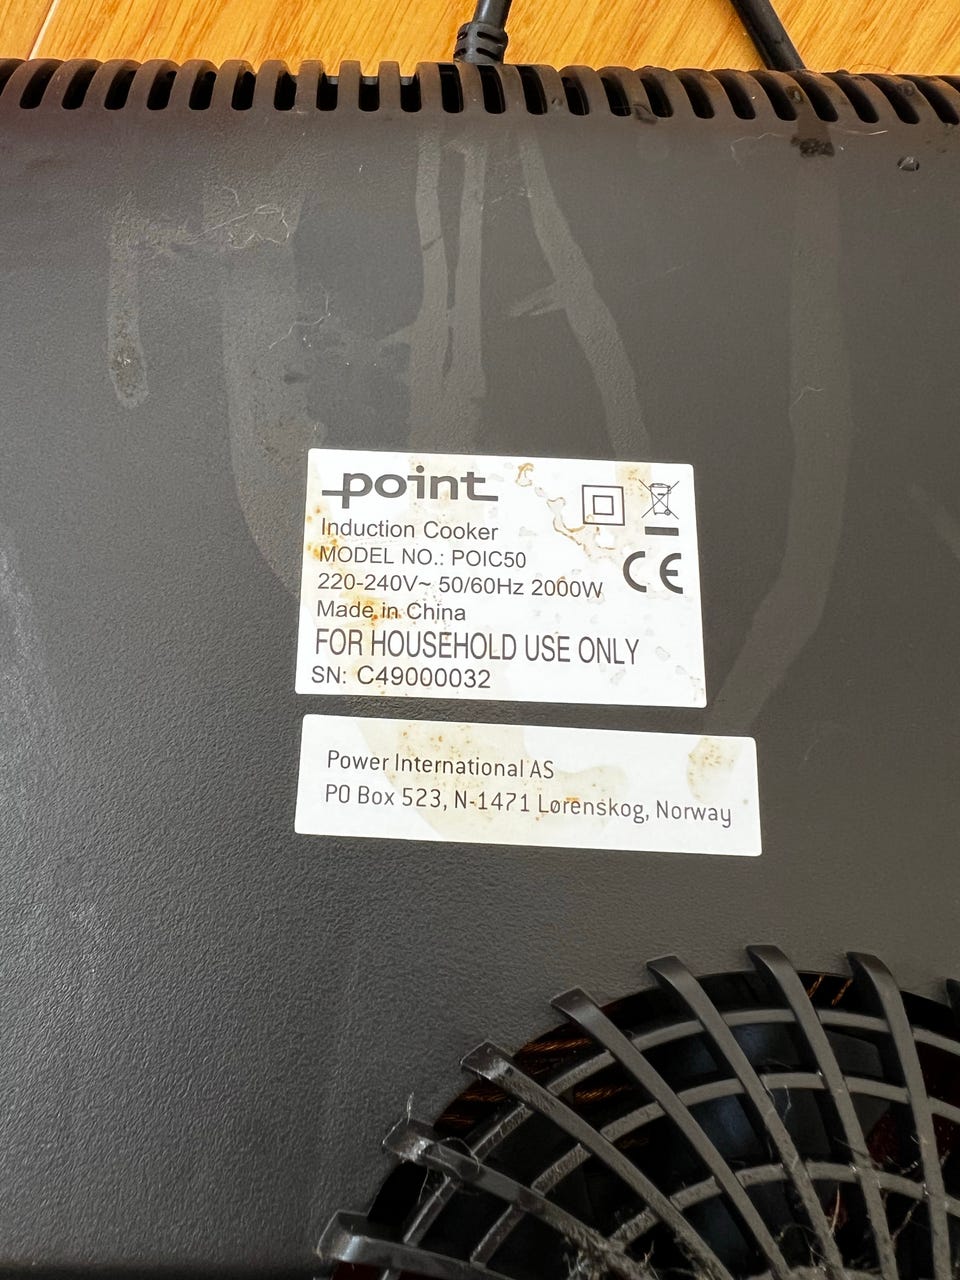 point
Induction Cooker
MODEL NO.: POIC50
220-240V~ 50/60Hz 2000W
Made in China
FOR HOUSEHOLD USE ONLY
SN: C49000032
CE
Power International AS
PO Box 523, N-1471 Lørenskog, Norway